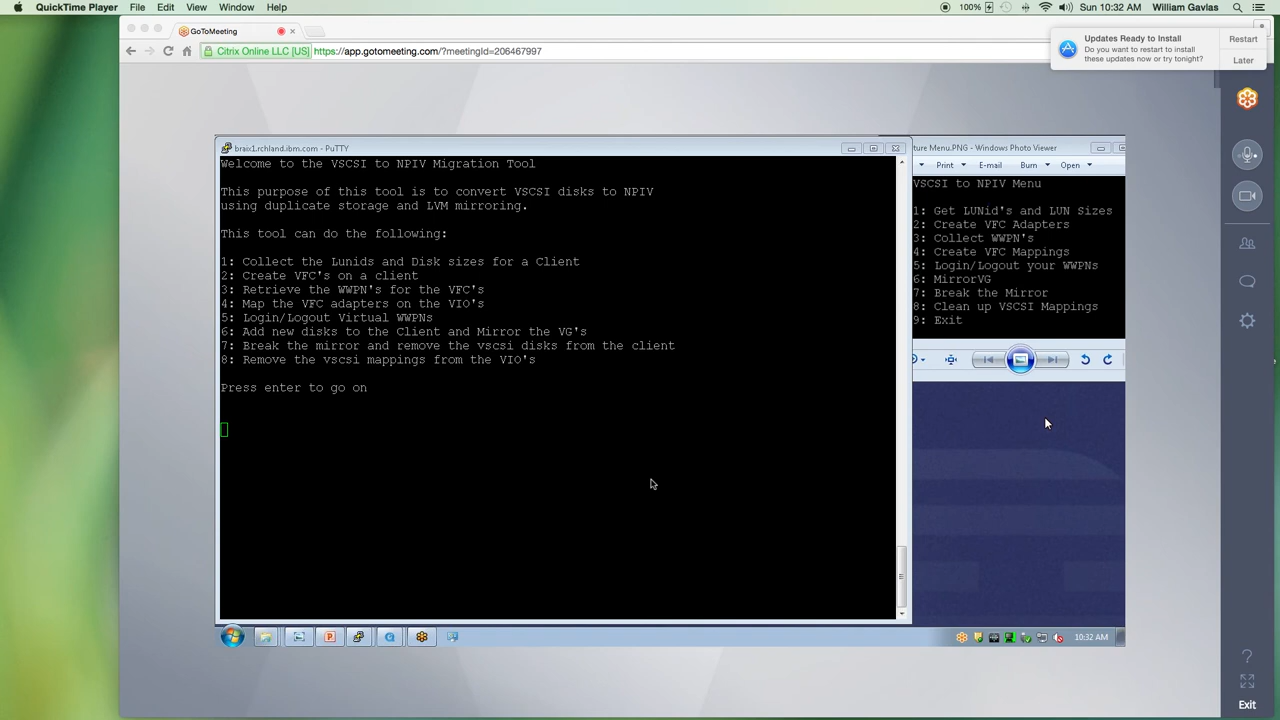 QuickTime Player File Edit View Window Help
100% Sun 10:32 AM William Gavlas
GoToMeeting
Citrix Online LLC [US] https://app.gotomeeting.com/?meetingId=206467997
Updates Ready to Install
Do you want to restart to install
these updates now or try tonight?
Restart
Later
braix1.rchland.ibm.com - PuTTY
Welcome to the VSCSI to NPIV Migration Tool
This purpose of this tool is to convert VSCSI disks to NPIV
using duplicate storage and LVM mirroring.
This tool can do the following:
1: Collect the Lunids and Disk sizes for a Client
2: Create VFC's on a client
3: Retrieve the WWPN's for the VFC's
4: Map the VFC adapters on the VIO's
5: Login/Logout Virtual WWPNs
6: Add new disks to the Client and Mirror the VG's
7: Break the mirror and remove the vscsi disks from the client
8: Remove the vscsi mappings from the VIO's
Press enter to go on
ture Menu.PNG - Windows Photo Viewer
Print E-mail Burn Open
VSCSI to NPIV Menu
1: Get LUNid's and LUN Sizes
2: Create VFC Adapters
3: Collect WWPN's
4: Create VFC Mappings
5: Login/Logout your WWPNs
6: MirrorVG
7: Break the Mirror
8: Clean up VSCSI Mappings
9: Exit
10:32 AM
?
Exit